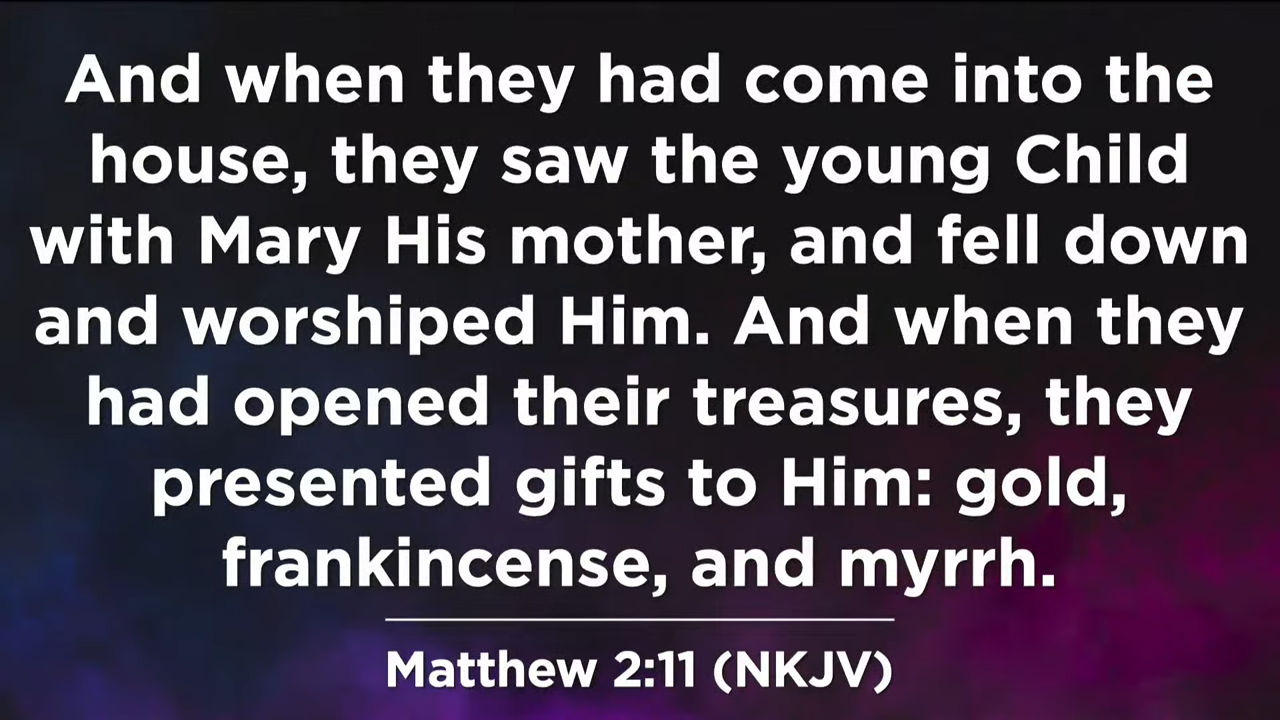 And when they had come into the
house, they saw the young Child
with Mary His mother, and fell down
and worshiped Him. And when they
had opened their treasures, they
presented gifts to Him: gold,
frankincense, and myrrh.
Matthew 2:11 (NKJV)